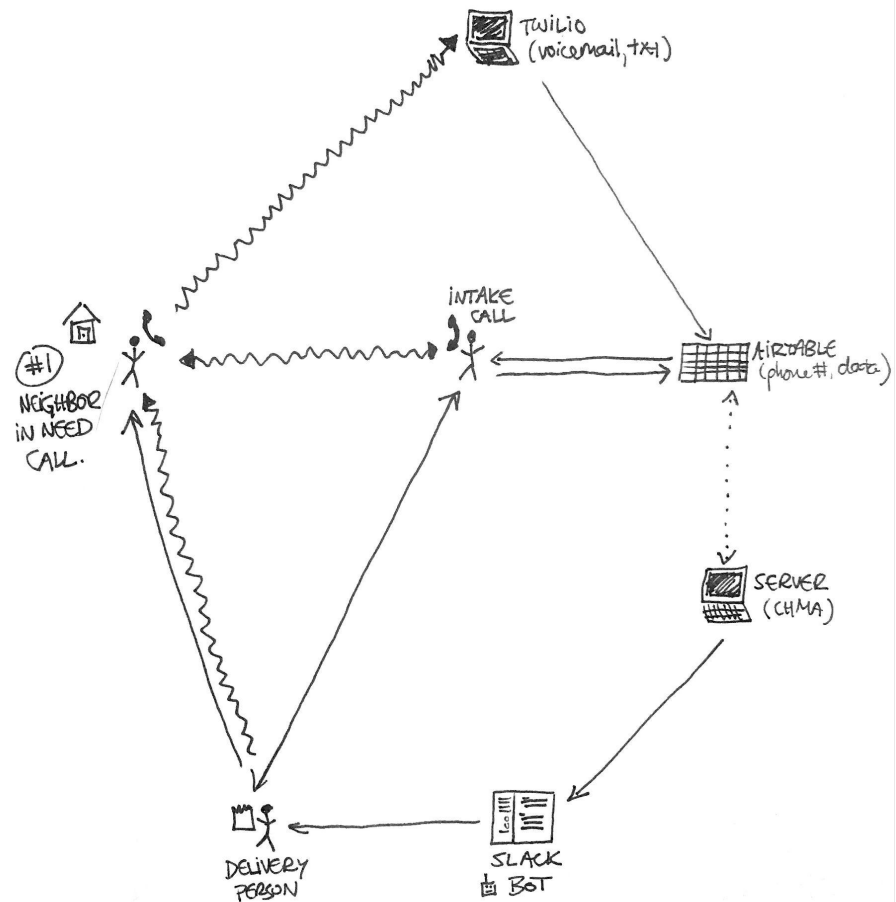 TWILIO
(voicemail, txt)
INTAKE
CALL
#1
NEIGHBOR
IN NEED
CALL.
AIRTABLE
(phone #, data)
SERVER
(CHMA)
DELIVERY
PERSON
SLACK
BOT